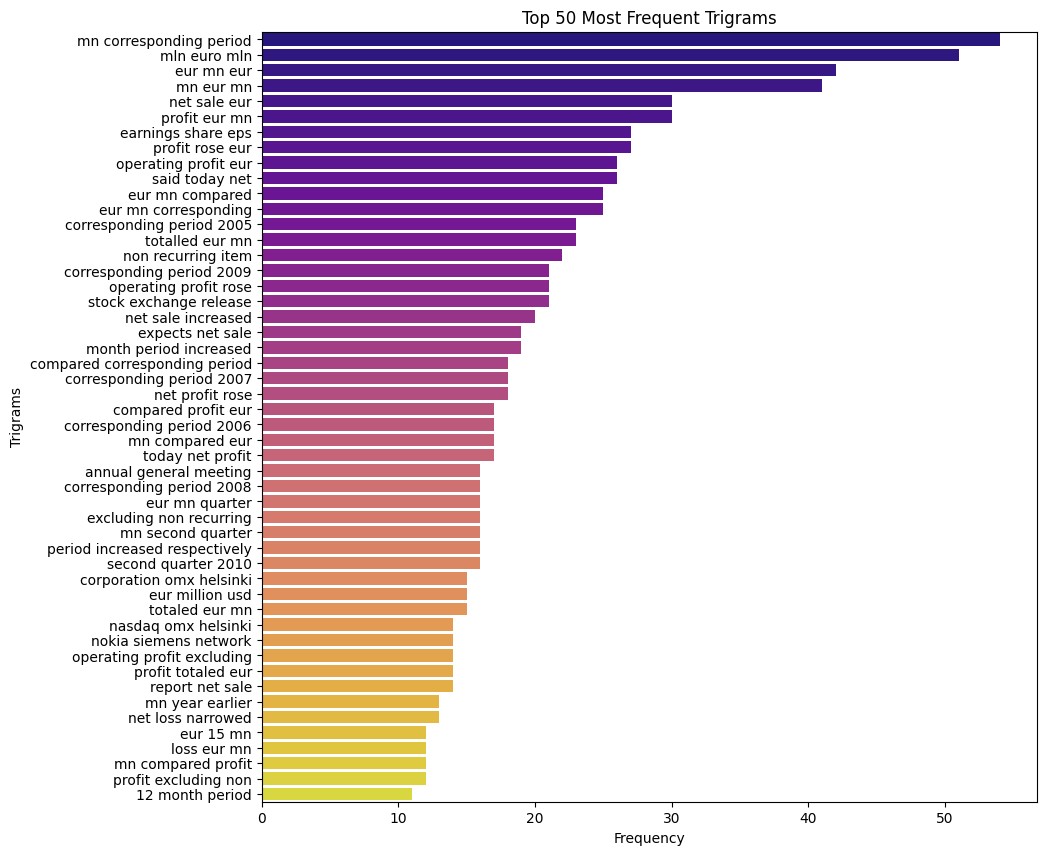 Top 50 Most Frequent Trigrams
mn corresponding period
mln euro mln
eur mn eur
mn eur mn
net sale eur
profit eur mn
earnings share eps
profit rose eur
operating profit eur
said today net
eur mn compared
eur mn corresponding
corresponding period 2005
totalled eur mn
non recurring item
corresponding period 2009
operating profit rose
stock exchange release
net sale increased
expects net sale
month period increased
compared corresponding period
corresponding period 2007
net profit rose
compared profit eur
corresponding period 2006
mn compared eur
today net profit
annual general meeting
corresponding period 2008
eur mn quarter
excluding non recurring
mn second quarter
period increased respectively
second quarter 2010
corporation omx helsinki
eur million usd
totaled eur mn
nasdaq omx helsinki
nokia siemens network
operating profit excluding
profit totaled eur
report net sale
mn year earlier
net loss narrowed
eur 15 mn
loss eur mn
mn compared profit
profit excluding non
12 month period
Trigrams
0 10 20 30 40 50
Frequency